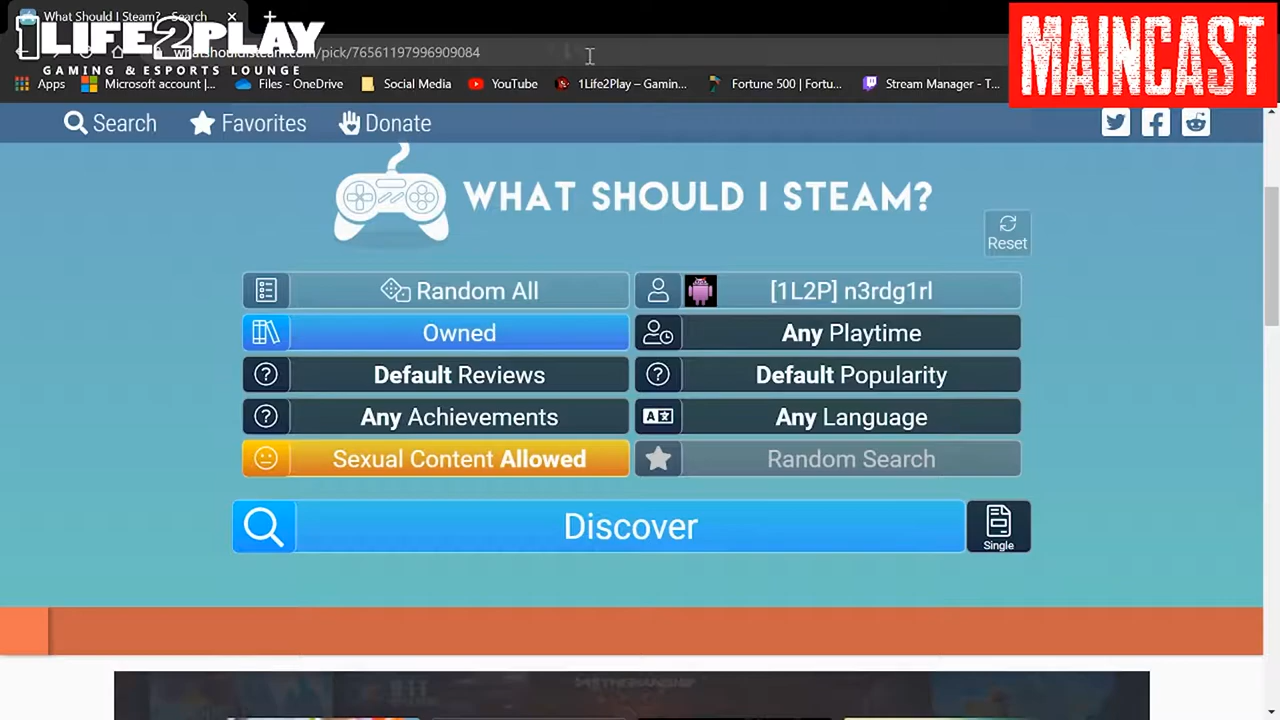 What Should I Steam? - Search
1LIFE2PLAY
GAMING & ESPORTS LOUNGE
MAINCAST
whatshouldisteam.com/pick/76561197996909084
Apps Microsoft account |... Files - OneDrive Social Media YouTube 1Life2Play – Gamin... Fortune 500 | Fortu... Stream Manager - T...
Search Favorites Donate
WHAT SHOULD I STEAM?
Reset
Random All [1L2P] n3rdg1rl
Owned Any Playtime
Default Reviews Default Popularity
Any Achievements Any Language
Sexual Content Allowed Random Search
Discover
Single